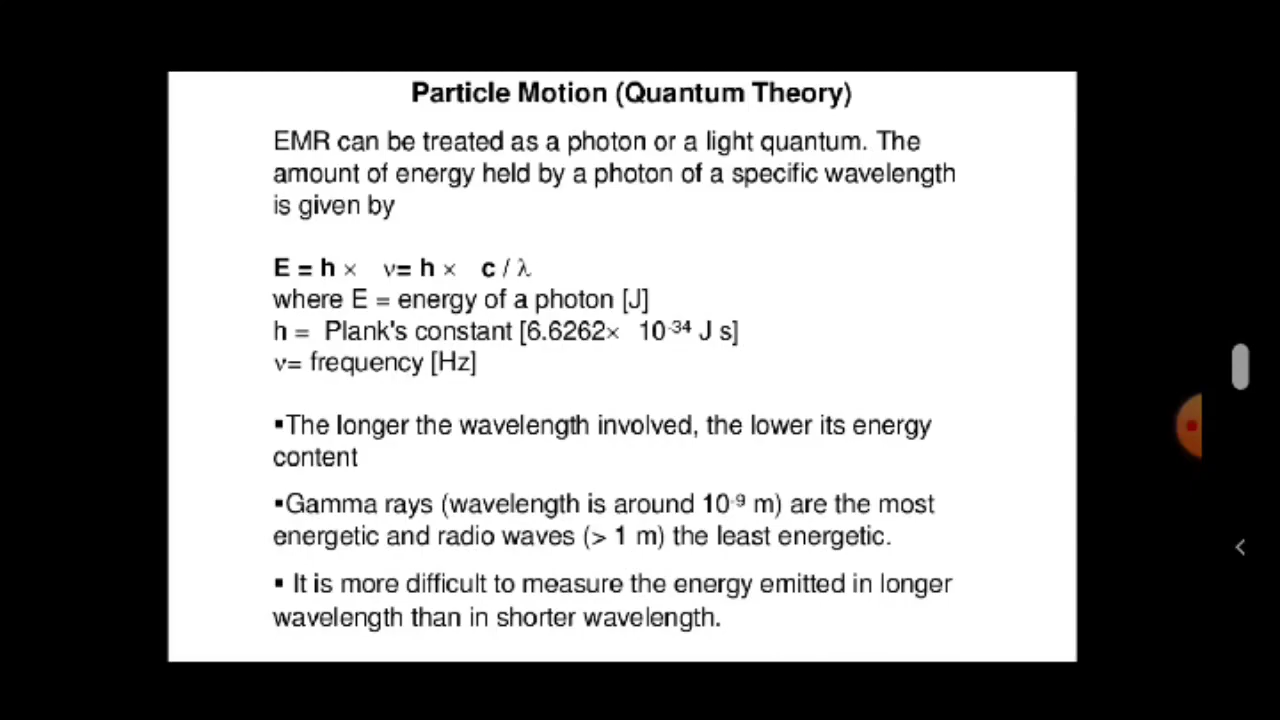 Particle Motion (Quantum Theory)
EMR can be treated as a photon or a light quantum. The
amount of energy held by a photon of a specific wavelength
is given by
E = h × ν= h × c / λ
where E = energy of a photon [J]
h = Plank's constant [6.6262× 10⁻³⁴ J s]
ν= frequency [Hz]
▪The longer the wavelength involved, the lower its energy
content
▪Gamma rays (wavelength is around 10⁻⁹ m) are the most
energetic and radio waves (> 1 m) the least energetic.
▪ It is more difficult to measure the energy emitted in longer
wavelength than in shorter wavelength.